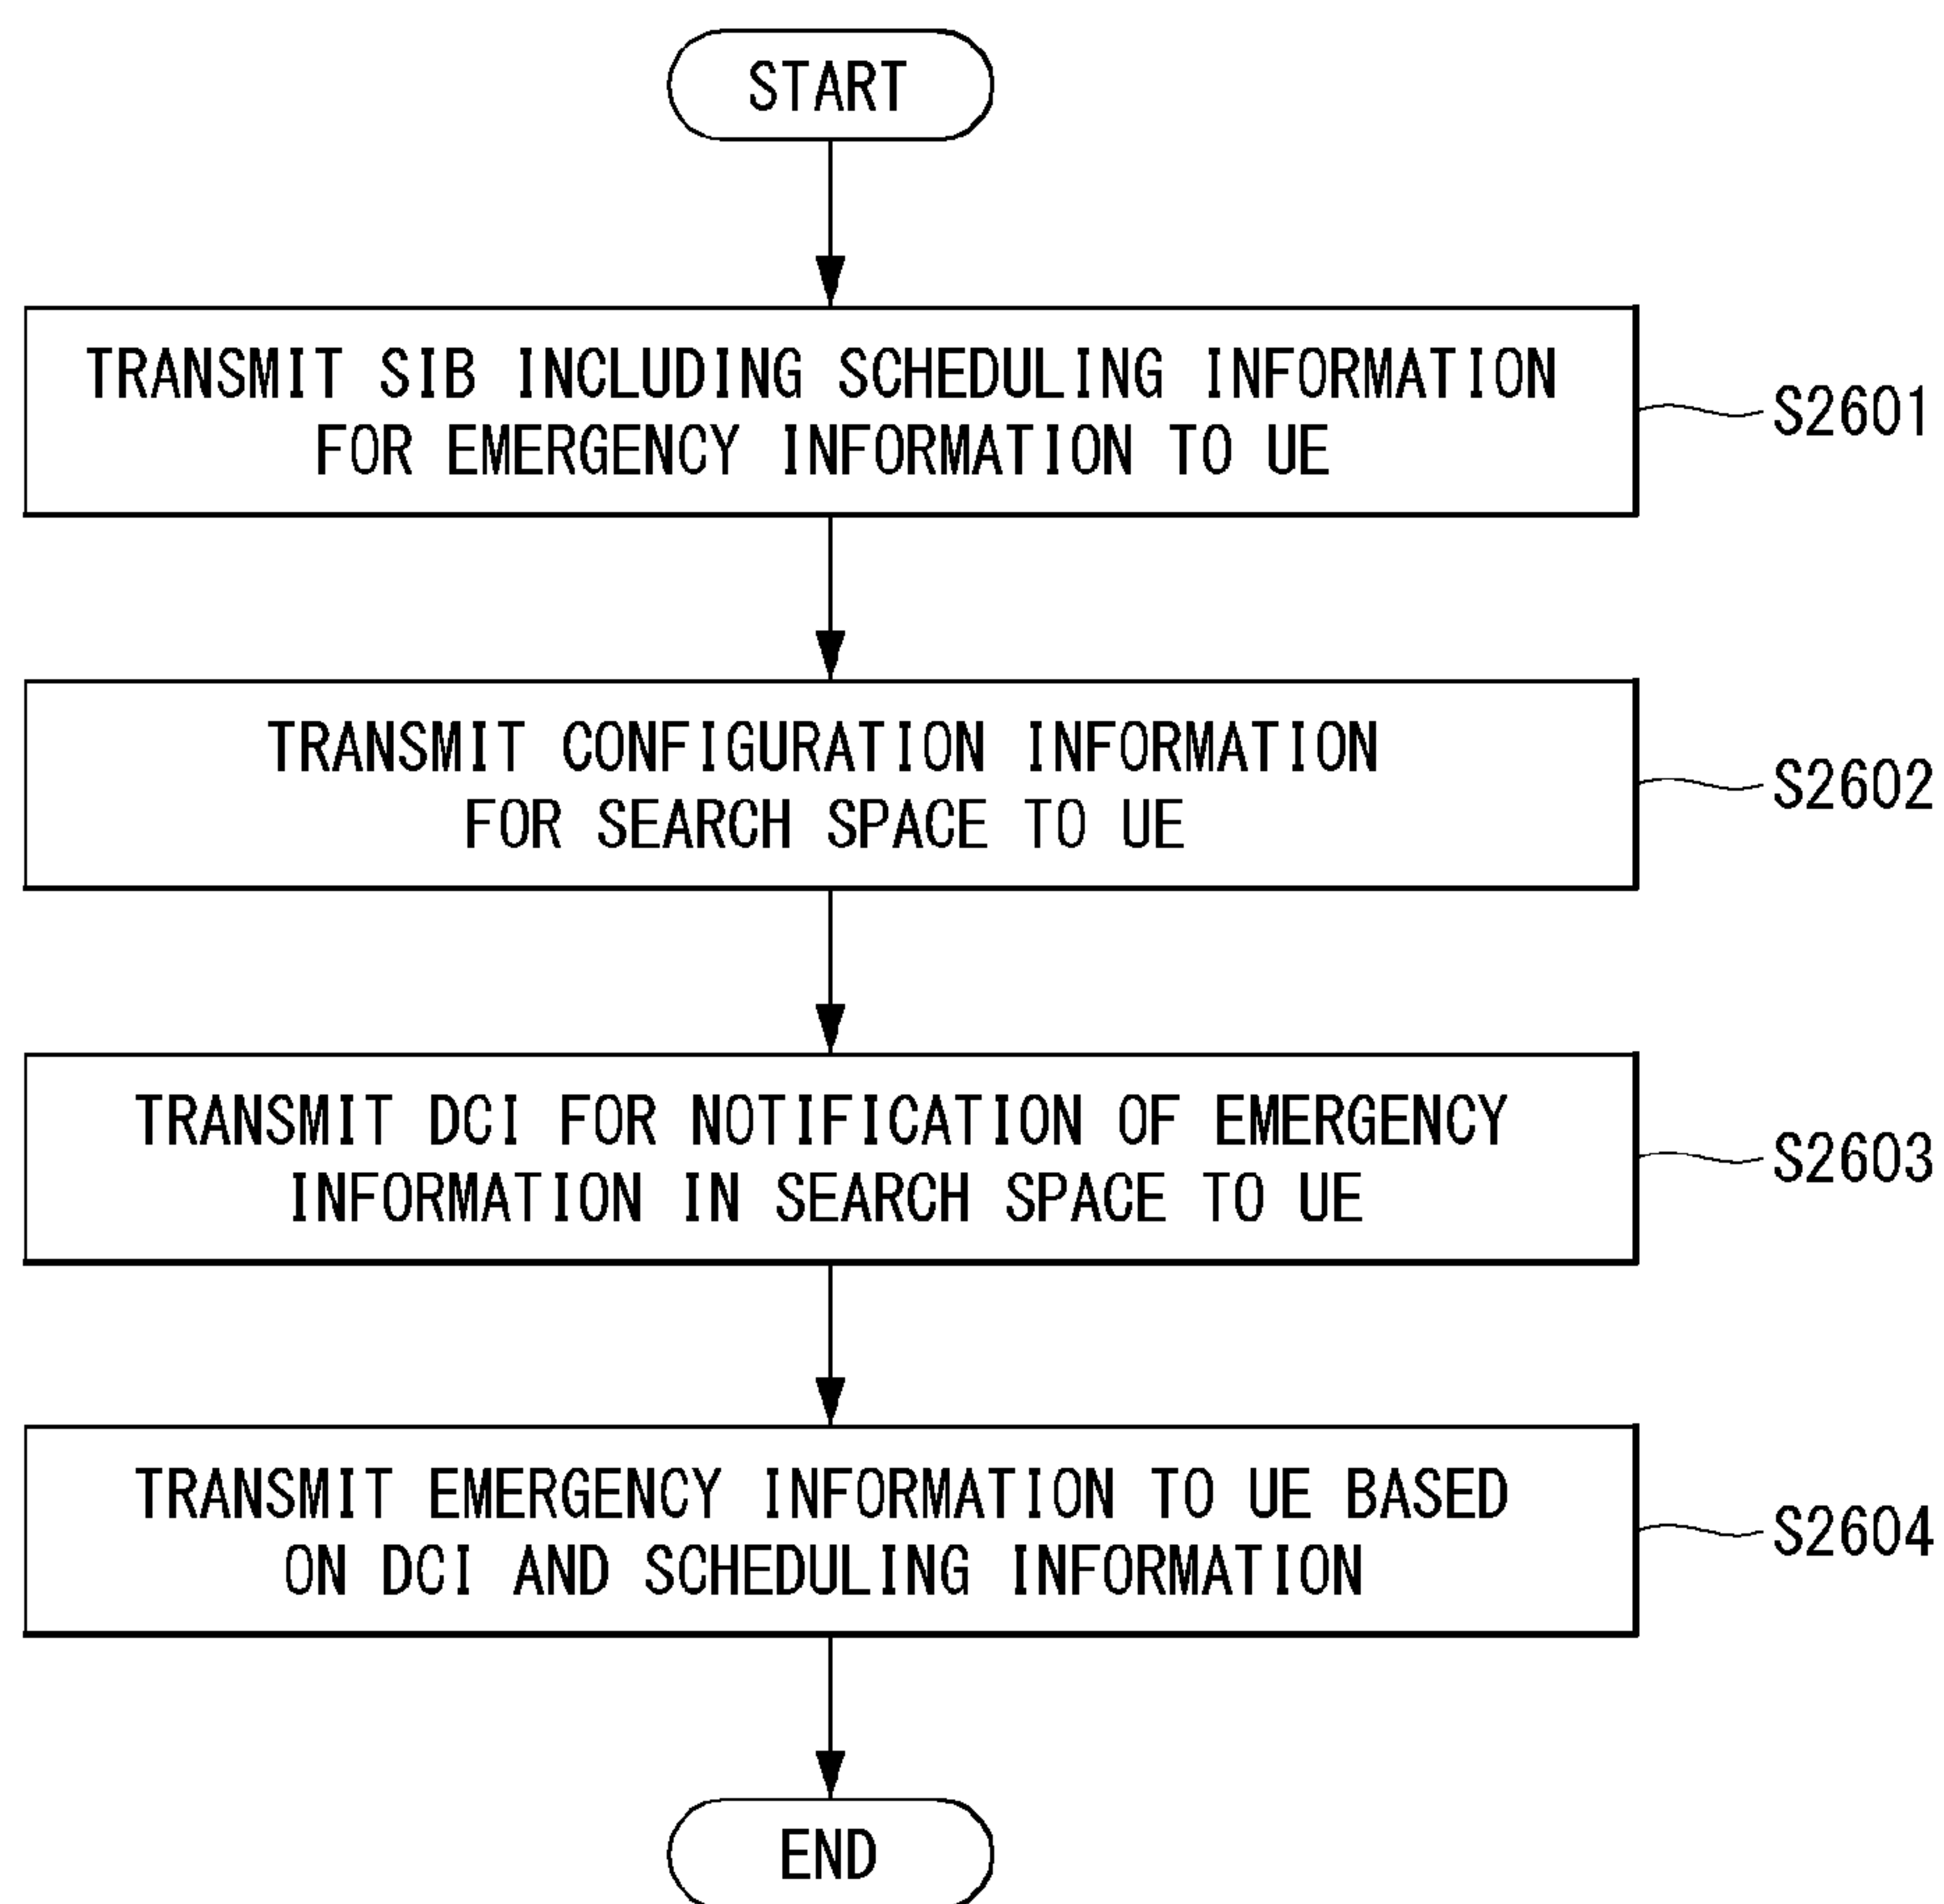 START
TRANSMIT SIB INCLUDING SCHEDULING INFORMATION
FOR EMERGENCY INFORMATION TO UE
S2601
TRANSMIT CONFIGURATION INFORMATION
FOR SEARCH SPACE TO UE
S2602
TRANSMIT DCI FOR NOTIFICATION OF EMERGENCY
INFORMATION IN SEARCH SPACE TO UE
S2603
TRANSMIT EMERGENCY INFORMATION TO UE BASED
ON DCI AND SCHEDULING INFORMATION
S2604
END